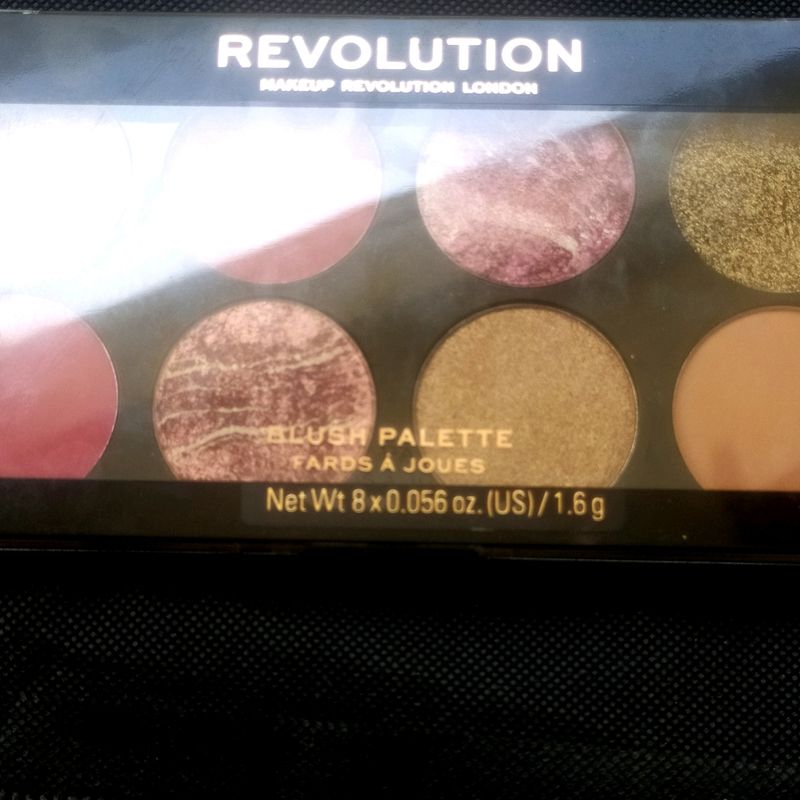 REVOLUTION
MAKEUP REVOLUTION LONDON
BLUSH PALETTE
FARDS À JOUES
Net Wt 8 x 0.056 oz. (US) / 1.6 g